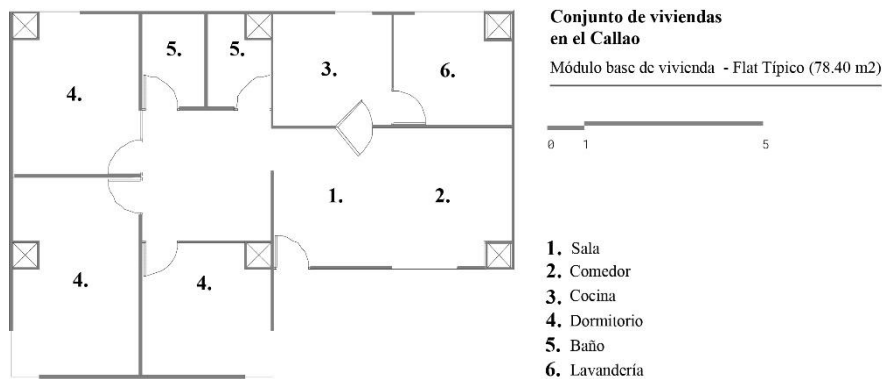 Conjunto de viviendas
en el Callao
Módulo base de vivienda - Flat Típico (78.40 m2)
0 1 5
5. 5. 3. 6.
4.
1. 2.
4. 4.
1. Sala
2. Comedor
3. Cocina
4. Dormitorio
5. Baño
6. Lavandería